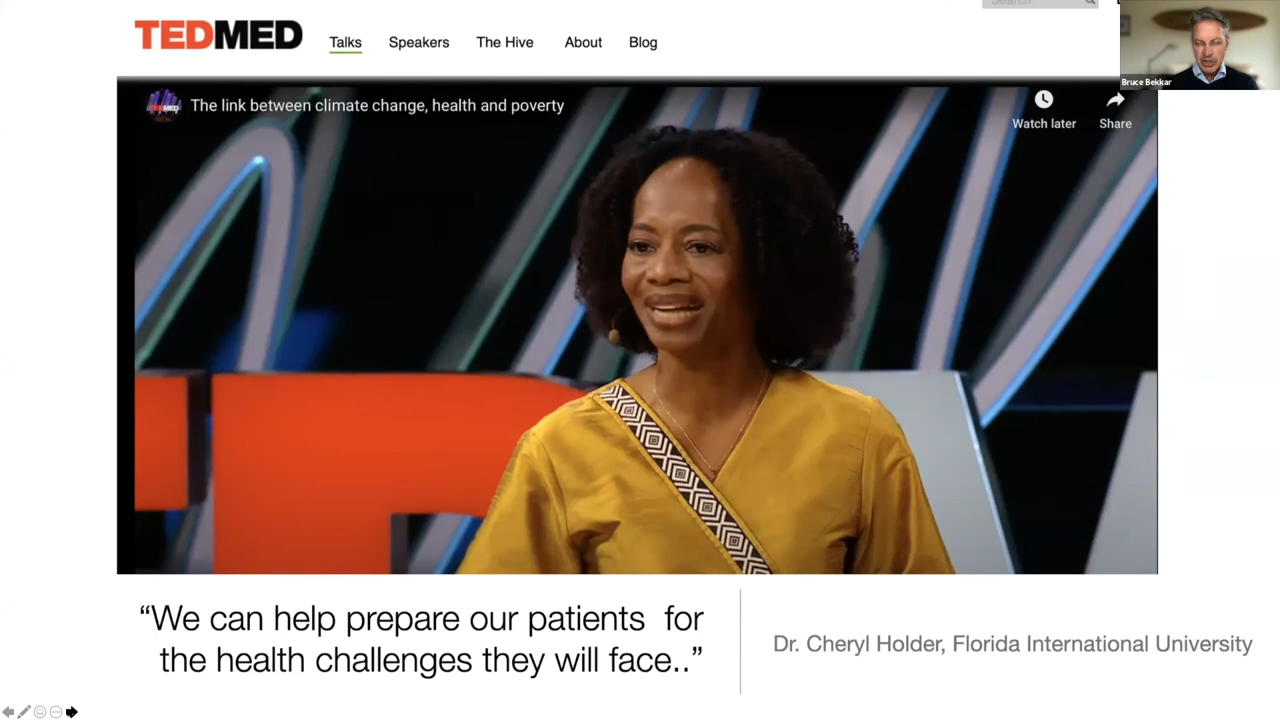 Search
TEDMED
Talks
Speakers
The Hive
About
Blog
Bruce Bekkar
The link between climate change, health and poverty
Watch later
Share
“We can help prepare our patients for
the health challenges they will face..”
Dr. Cheryl Holder, Florida International University